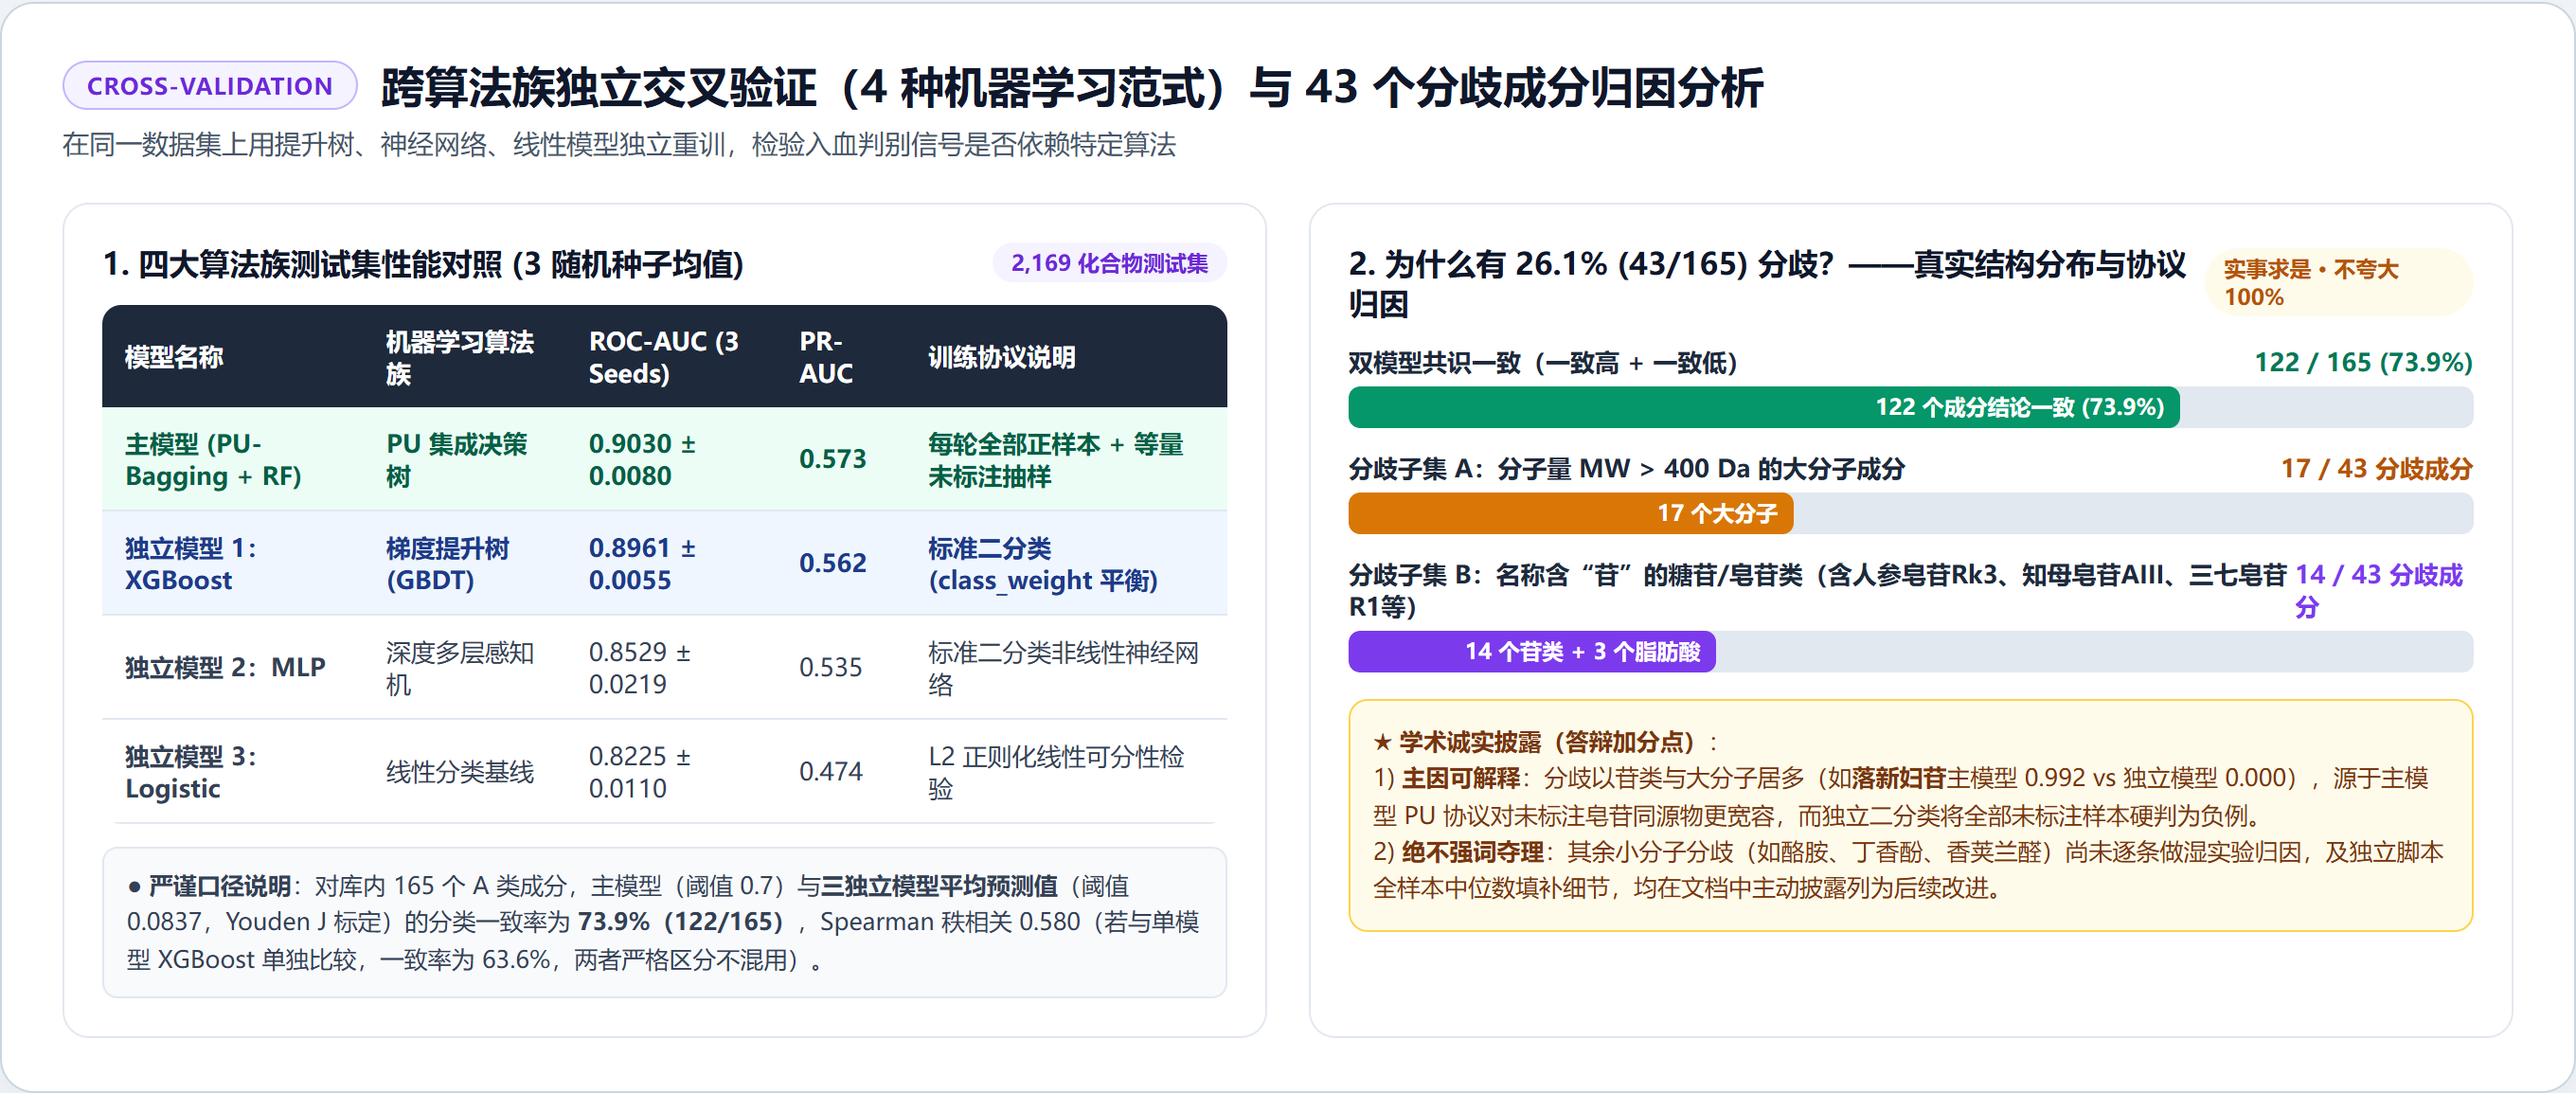 CROSS-VALIDATION 跨算法族独立交叉验证（4 种机器学习范式）与 43 个分歧成分归因分析
在同一数据集上用提升树、神经网络、线性模型独立重训，检验入血判别信号是否依赖特定算法
1. 四大算法族测试集性能对照 (3 随机种子均值)
2,169 化合物测试集
模型名称
机器学习算法
族
ROC-AUC (3
Seeds)
PR-
AUC
训练协议说明
主模型 (PU-
Bagging + RF)
PU 集成决策
树
0.9030 ±
0.0080
0.573
每轮全部正样本 + 等量
未标注抽样
独立模型 1：
XGBoost
梯度提升树
(GBDT)
0.8961 ±
0.0055
0.562
标准二分类
(class_weight 平衡)
独立模型 2：MLP
深度多层感知
机
0.8529 ±
0.0219
0.535
标准二分类非线性神经网
络
独立模型 3：
Logistic
线性分类基线
0.8225 ±
0.0110
0.474
L2 正则化线性可分性检
验
● 严谨口径说明：对库内 165 个 A 类成分，主模型（阈值 0.7）与三独立模型平均预测值（阈值
0.0837，Youden J 标定）的分类一致率为 73.9%（122/165），Spearman 秩相关 0.580（若与单模
型 XGBoost 单独比较，一致率为 63.6%，两者严格区分不混用）。
2. 为什么有 26.1% (43/165) 分歧？——真实结构分布与协议
归因
实事求是 • 不夸大
100%
双模型共识一致（一致高 + 一致低）
122 / 165 (73.9%)
122 个成分结论一致 (73.9%)
分歧子集 A：分子量 MW > 400 Da 的大分子成分
17 / 43 分歧成分
17 个大分子
分歧子集 B：名称含“苷”的糖苷/皂苷类（含人参皂苷Rk3、知母皂苷AIII、三七皂苷
R1等）
14 / 43 分歧成
分
14 个苷类 + 3 个脂肪酸
★ 学术诚实披露（答辩加分点）：
1) 主因可解释：分歧以苷类与大分子居多（如落新妇苷主模型 0.992 vs 独立模型 0.000），源于主模
型 PU 协议对未标注皂苷同源物更宽容，而独立二分类将全部未标注样本硬判为负例。
2) 绝不强词夺理：其余小分子分歧（如酪胺、丁香酚、香荚兰醛）尚未逐条做湿实验归因，及独立脚本
全样本中位数填补细节，均在文档中主动披露列为后续改进。